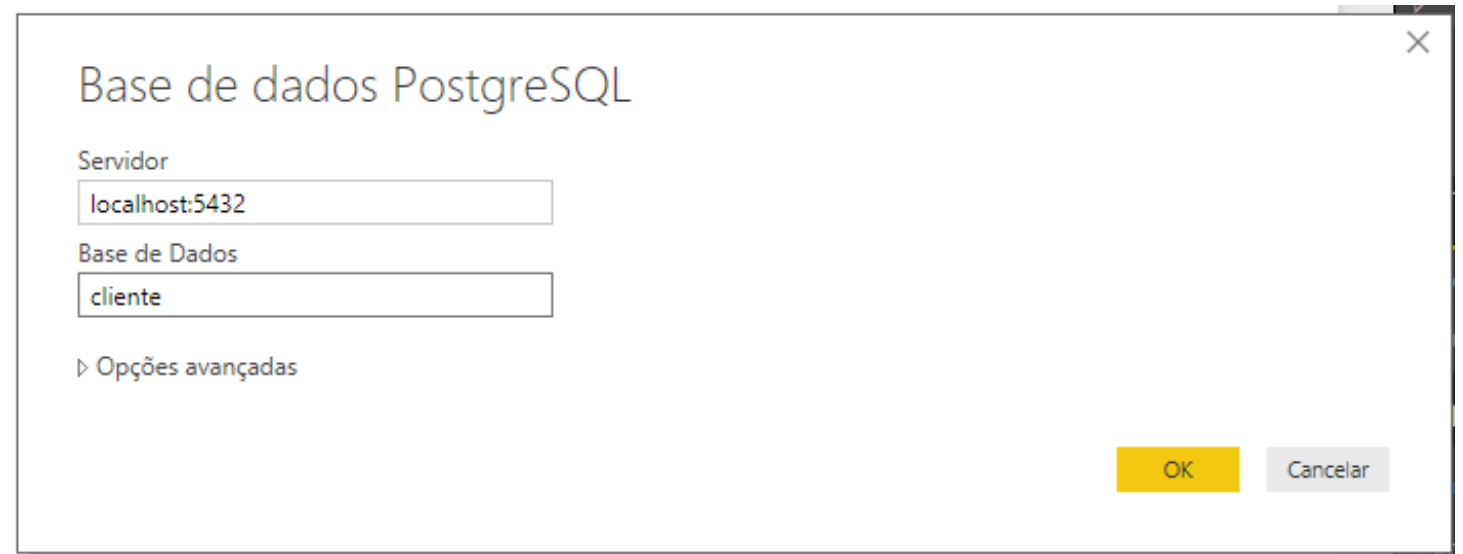 Base de dados PostgreSQL
Servidor
localhost:5432
Base de Dados
cliente
Opções avançadas
OK Cancelar